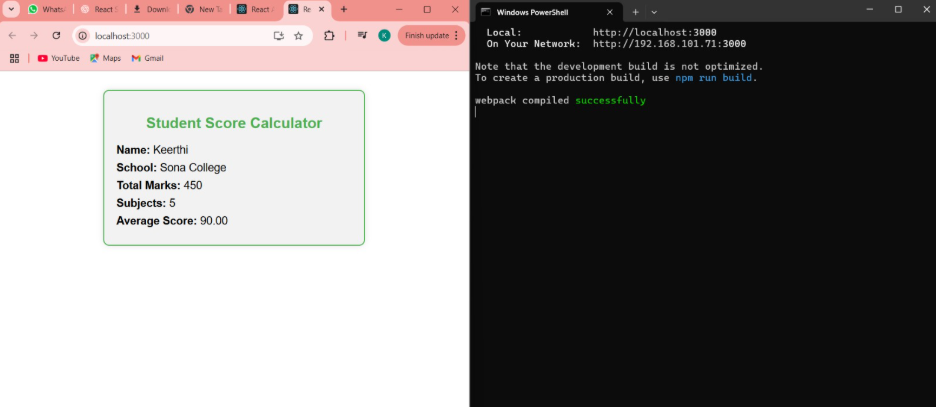 Whats
React S
Downl
New Ta
React A
Re
localhost:3000
K
Finish update
YouTube
Maps
Gmail
Student Score Calculator
Name: Keerthi
School: Sona College
Total Marks: 450
Subjects: 5
Average Score: 90.00
Windows PowerShell
Local: http://localhost:3000
On Your Network: http://192.168.101.71:3000
Note that the development build is not optimized.
To create a production build, use npm run build.
webpack compiled successfully